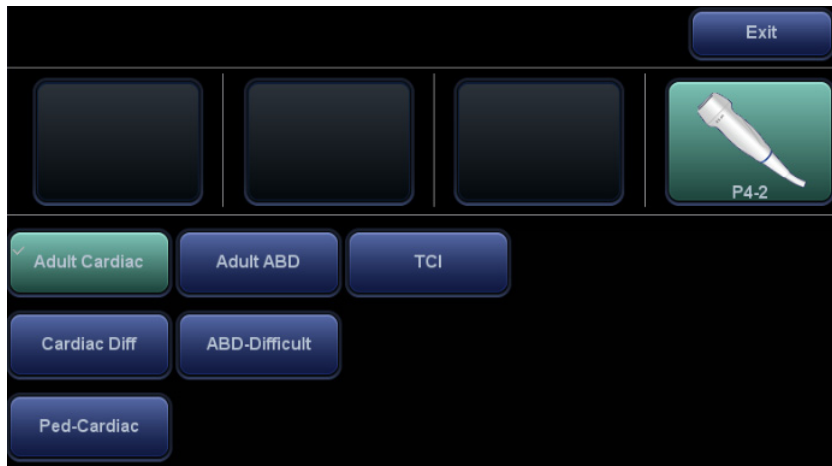 Exit
P4-2
Adult Cardiac
Adult ABD
TCI
Cardiac Diff
ABD-Difficult
Ped-Cardiac